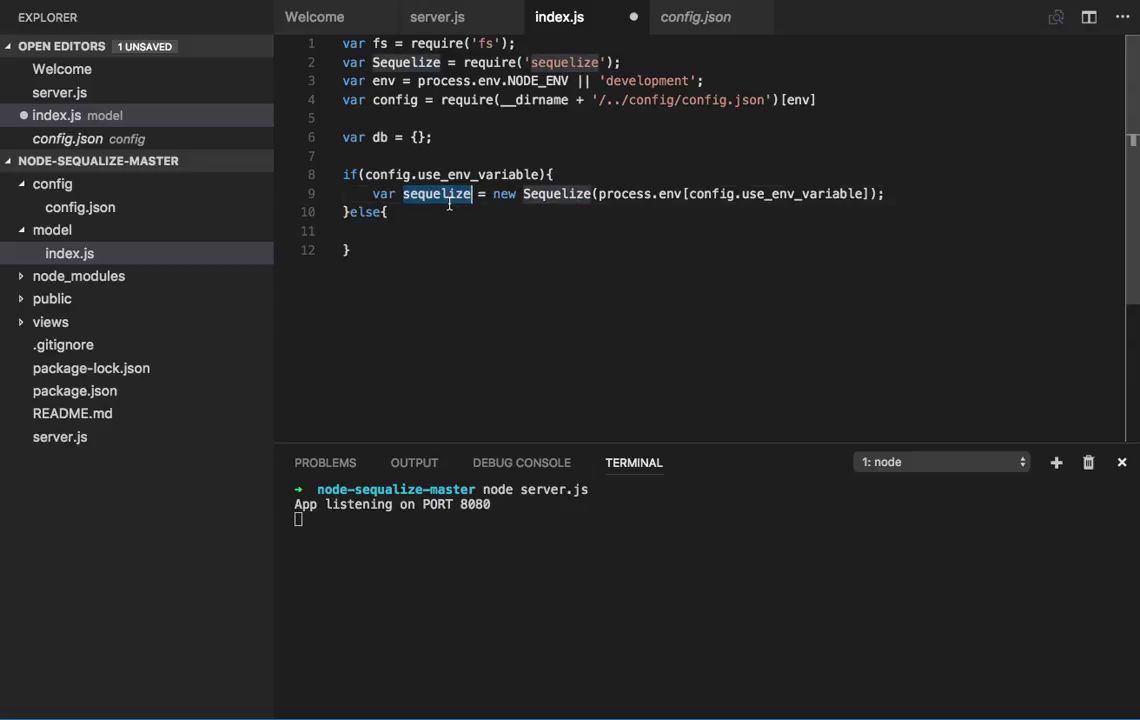 EXPLORER
OPEN EDITORS 1 UNSAVED
Welcome
server.js
index.js model
config.json config
NODE-SEQUALIZE-MASTER
config
config.json
model
index.js
node_modules
public
views
.gitignore
package-lock.json
package.json
README.md
server.js
Welcome server.js index.js config.json
1 var fs = require('fs');
2 var Sequelize = require('sequelize');
3 var env = process.env.NODE_ENV || 'development';
4 var config = require(__dirname + '/../config/config.json')[env]
5
6 var db = {};
7
8 if(config.use_env_variable){
9 var sequelize = new Sequelize(process.env[config.use_env_variable]);
10 }else{
11
12 }
PROBLEMS OUTPUT DEBUG CONSOLE TERMINAL 1: node
→ node-sequalize-master node server.js
App listening on PORT 8080